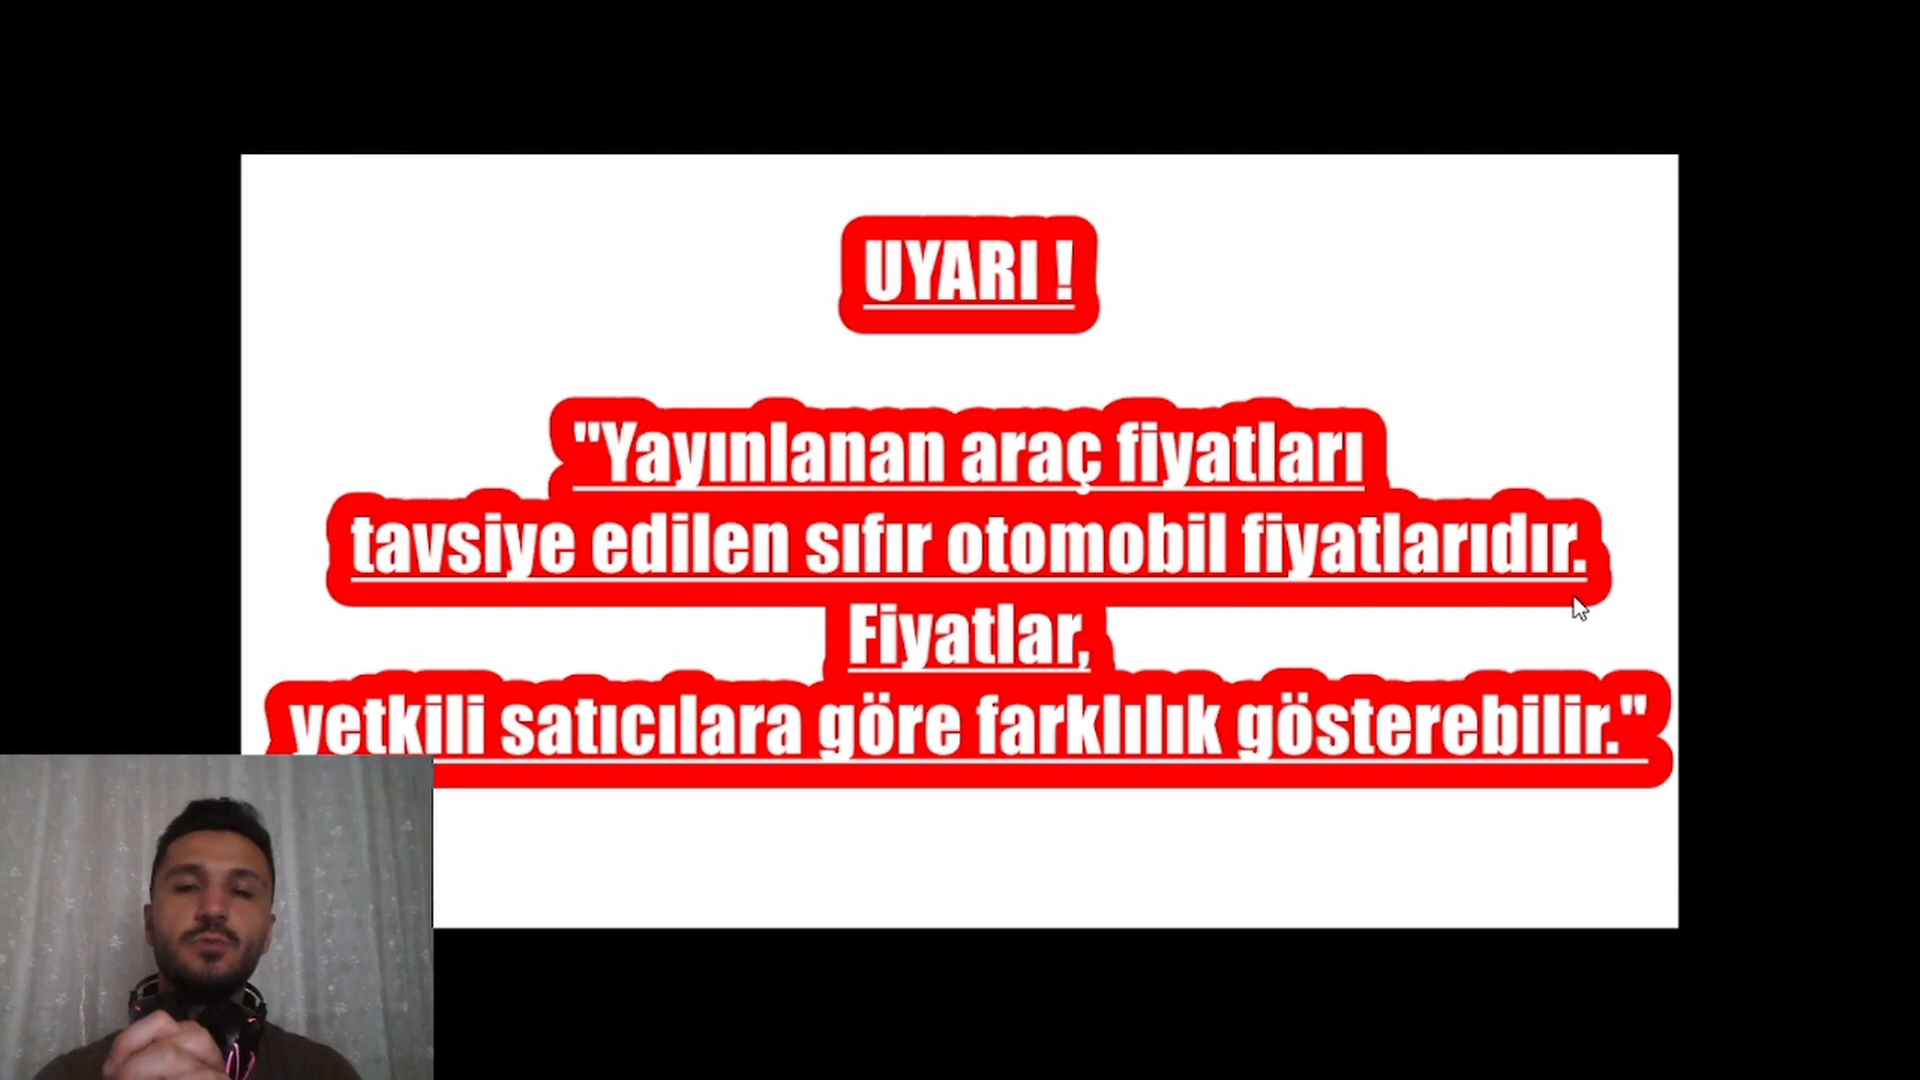 UYARI !
"Yayınlanan araç fiyatları
tavsiye edilen sıfır otomobil fiyatlarıdır.
Fiyatlar,
yetkili satıcılara göre farklılık gösterebilir."